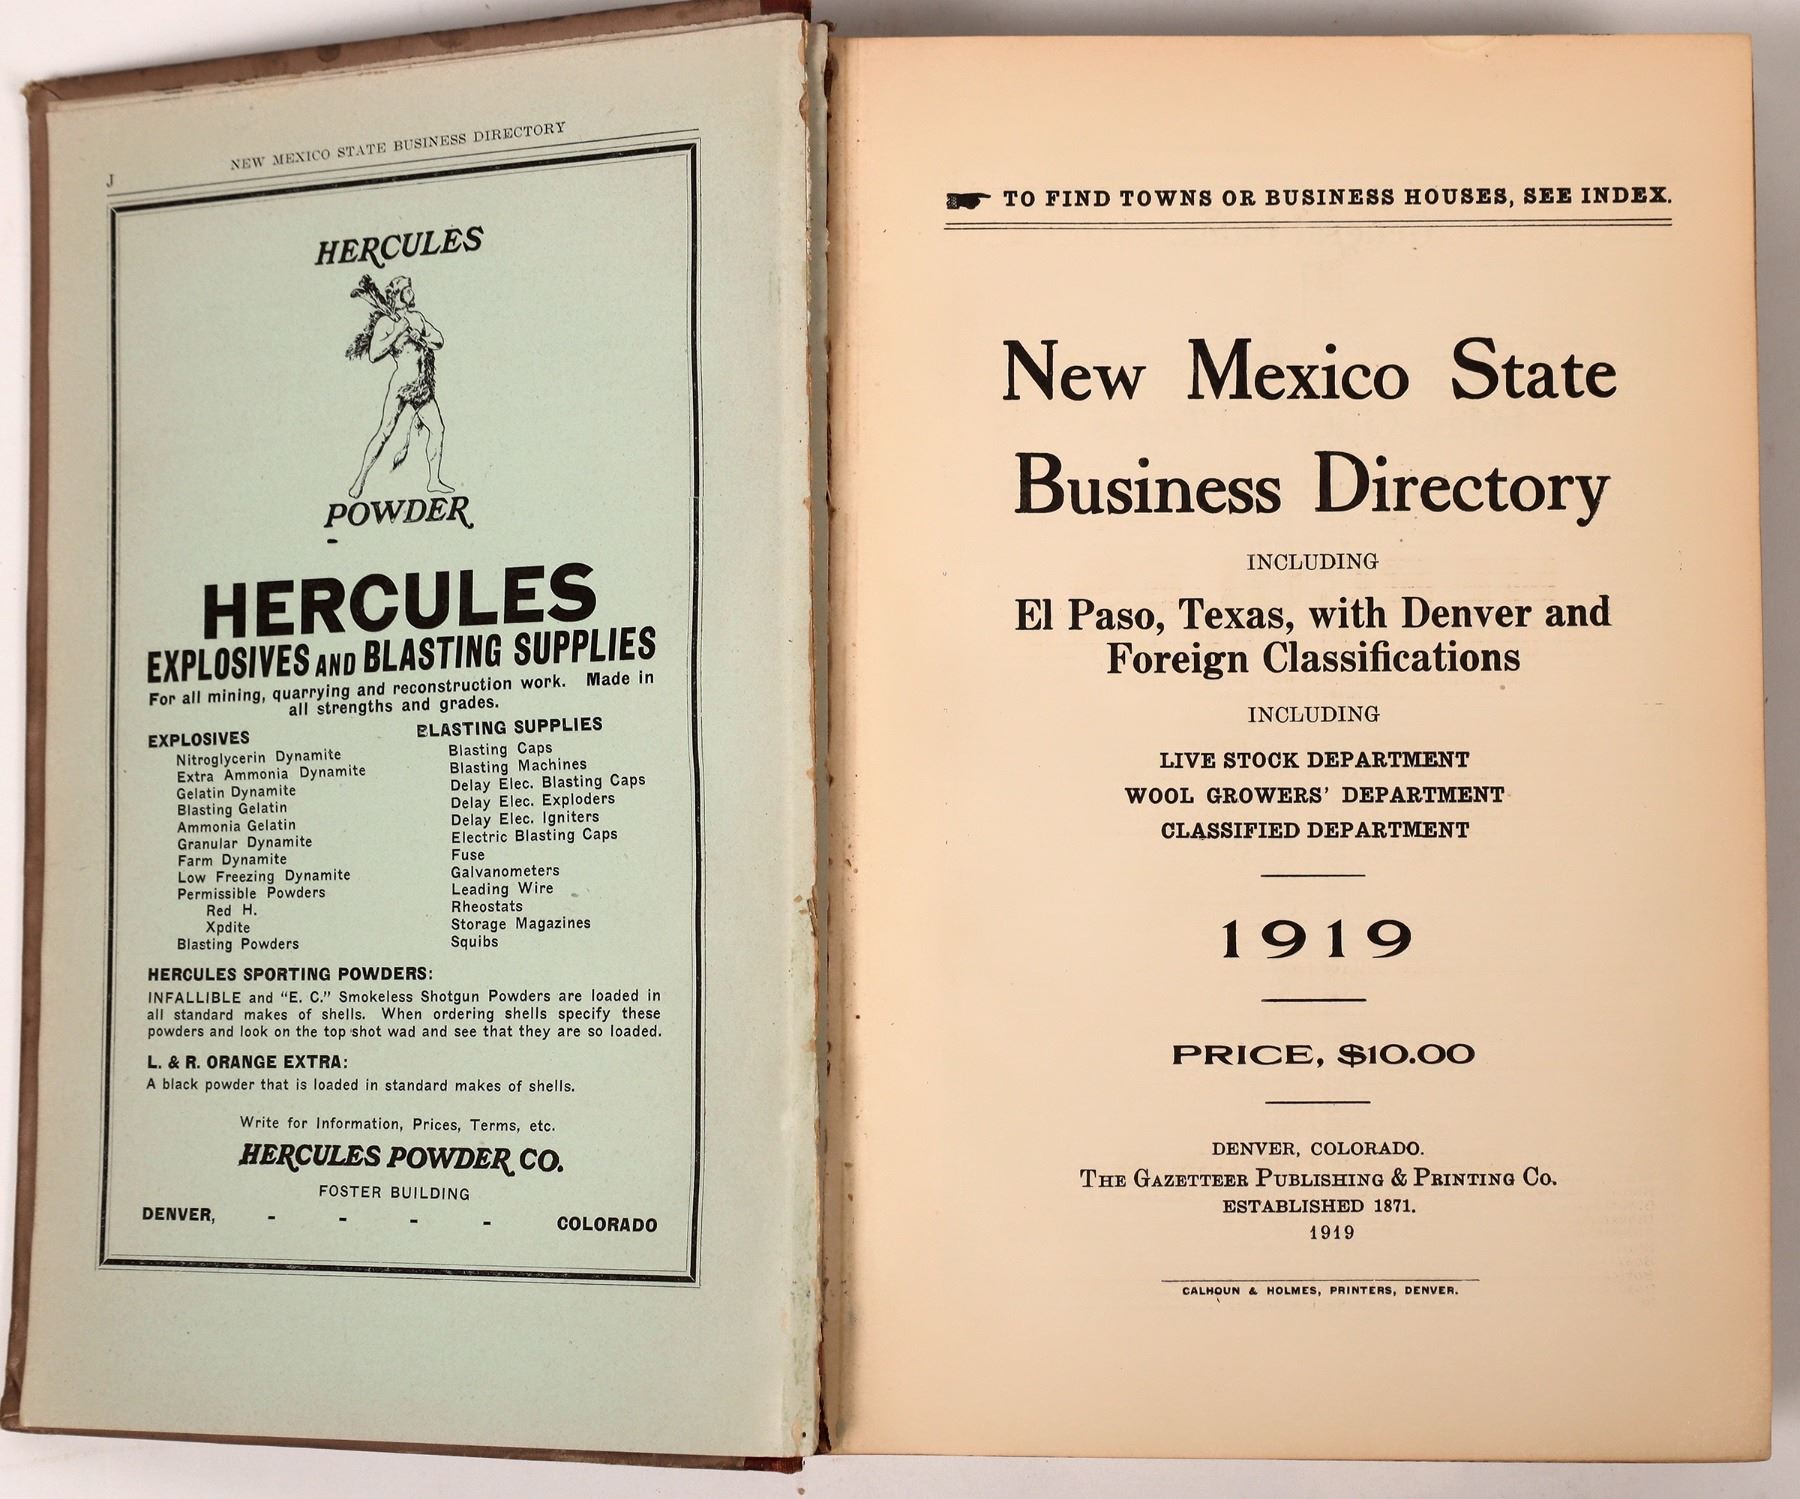 NEW MEXICO STATE BUSINESS DIRECTORY
J
HERCULES
POWDER
HERCULES
EXPLOSIVES AND BLASTING SUPPLIES
For all mining, quarrying and reconstruction work. Made in
all strengths and grades.
EXPLOSIVES
Nitroglycerin Dynamite
Extra Ammonia Dynamite
Gelatin Dynamite
Blasting Gelatin
Ammonia Gelatin
Granular Dynamite
Farm Dynamite
Low Freezing Dynamite
Permissible Powders
Red H.
Xpdite
Blasting Powders
BLASTING SUPPLIES
Blasting Caps
Blasting Machines
Delay Elec. Blasting Caps
Delay Elec. Exploders
Delay Elec. Igniters
Electric Blasting Caps
Fuse
Galvanometers
Leading Wire
Rheostats
Storage Magazines
Squibs
HERCULES SPORTING POWDERS:
INFALLIBLE and "E. C." Smokeless Shotgun Powders are loaded in
all standard makes of shells. When ordering shells specify these
powders and look on the top shot wad and see that they are so loaded.
L. & R. ORANGE EXTRA:
A black powder that is loaded in standard makes of shells.
Write for Information, Prices, Terms, etc.
HERCULES POWDER CO.
FOSTER BUILDING
DENVER, - - - - COLORADO
TO FIND TOWNS OR BUSINESS HOUSES, SEE INDEX.
New Mexico State
Business Directory
INCLUDING
El Paso, Texas, with Denver and
Foreign Classifications
INCLUDING
LIVE STOCK DEPARTMENT
WOOL GROWERS' DEPARTMENT
CLASSIFIED DEPARTMENT
1919
PRICE, $10.00
DENVER, COLORADO.
THE GAZETTEER PUBLISHING & PRINTING CO.
ESTABLISHED 1871.
1919
CALHOUN & HOLMES, PRINTERS, DENVER.